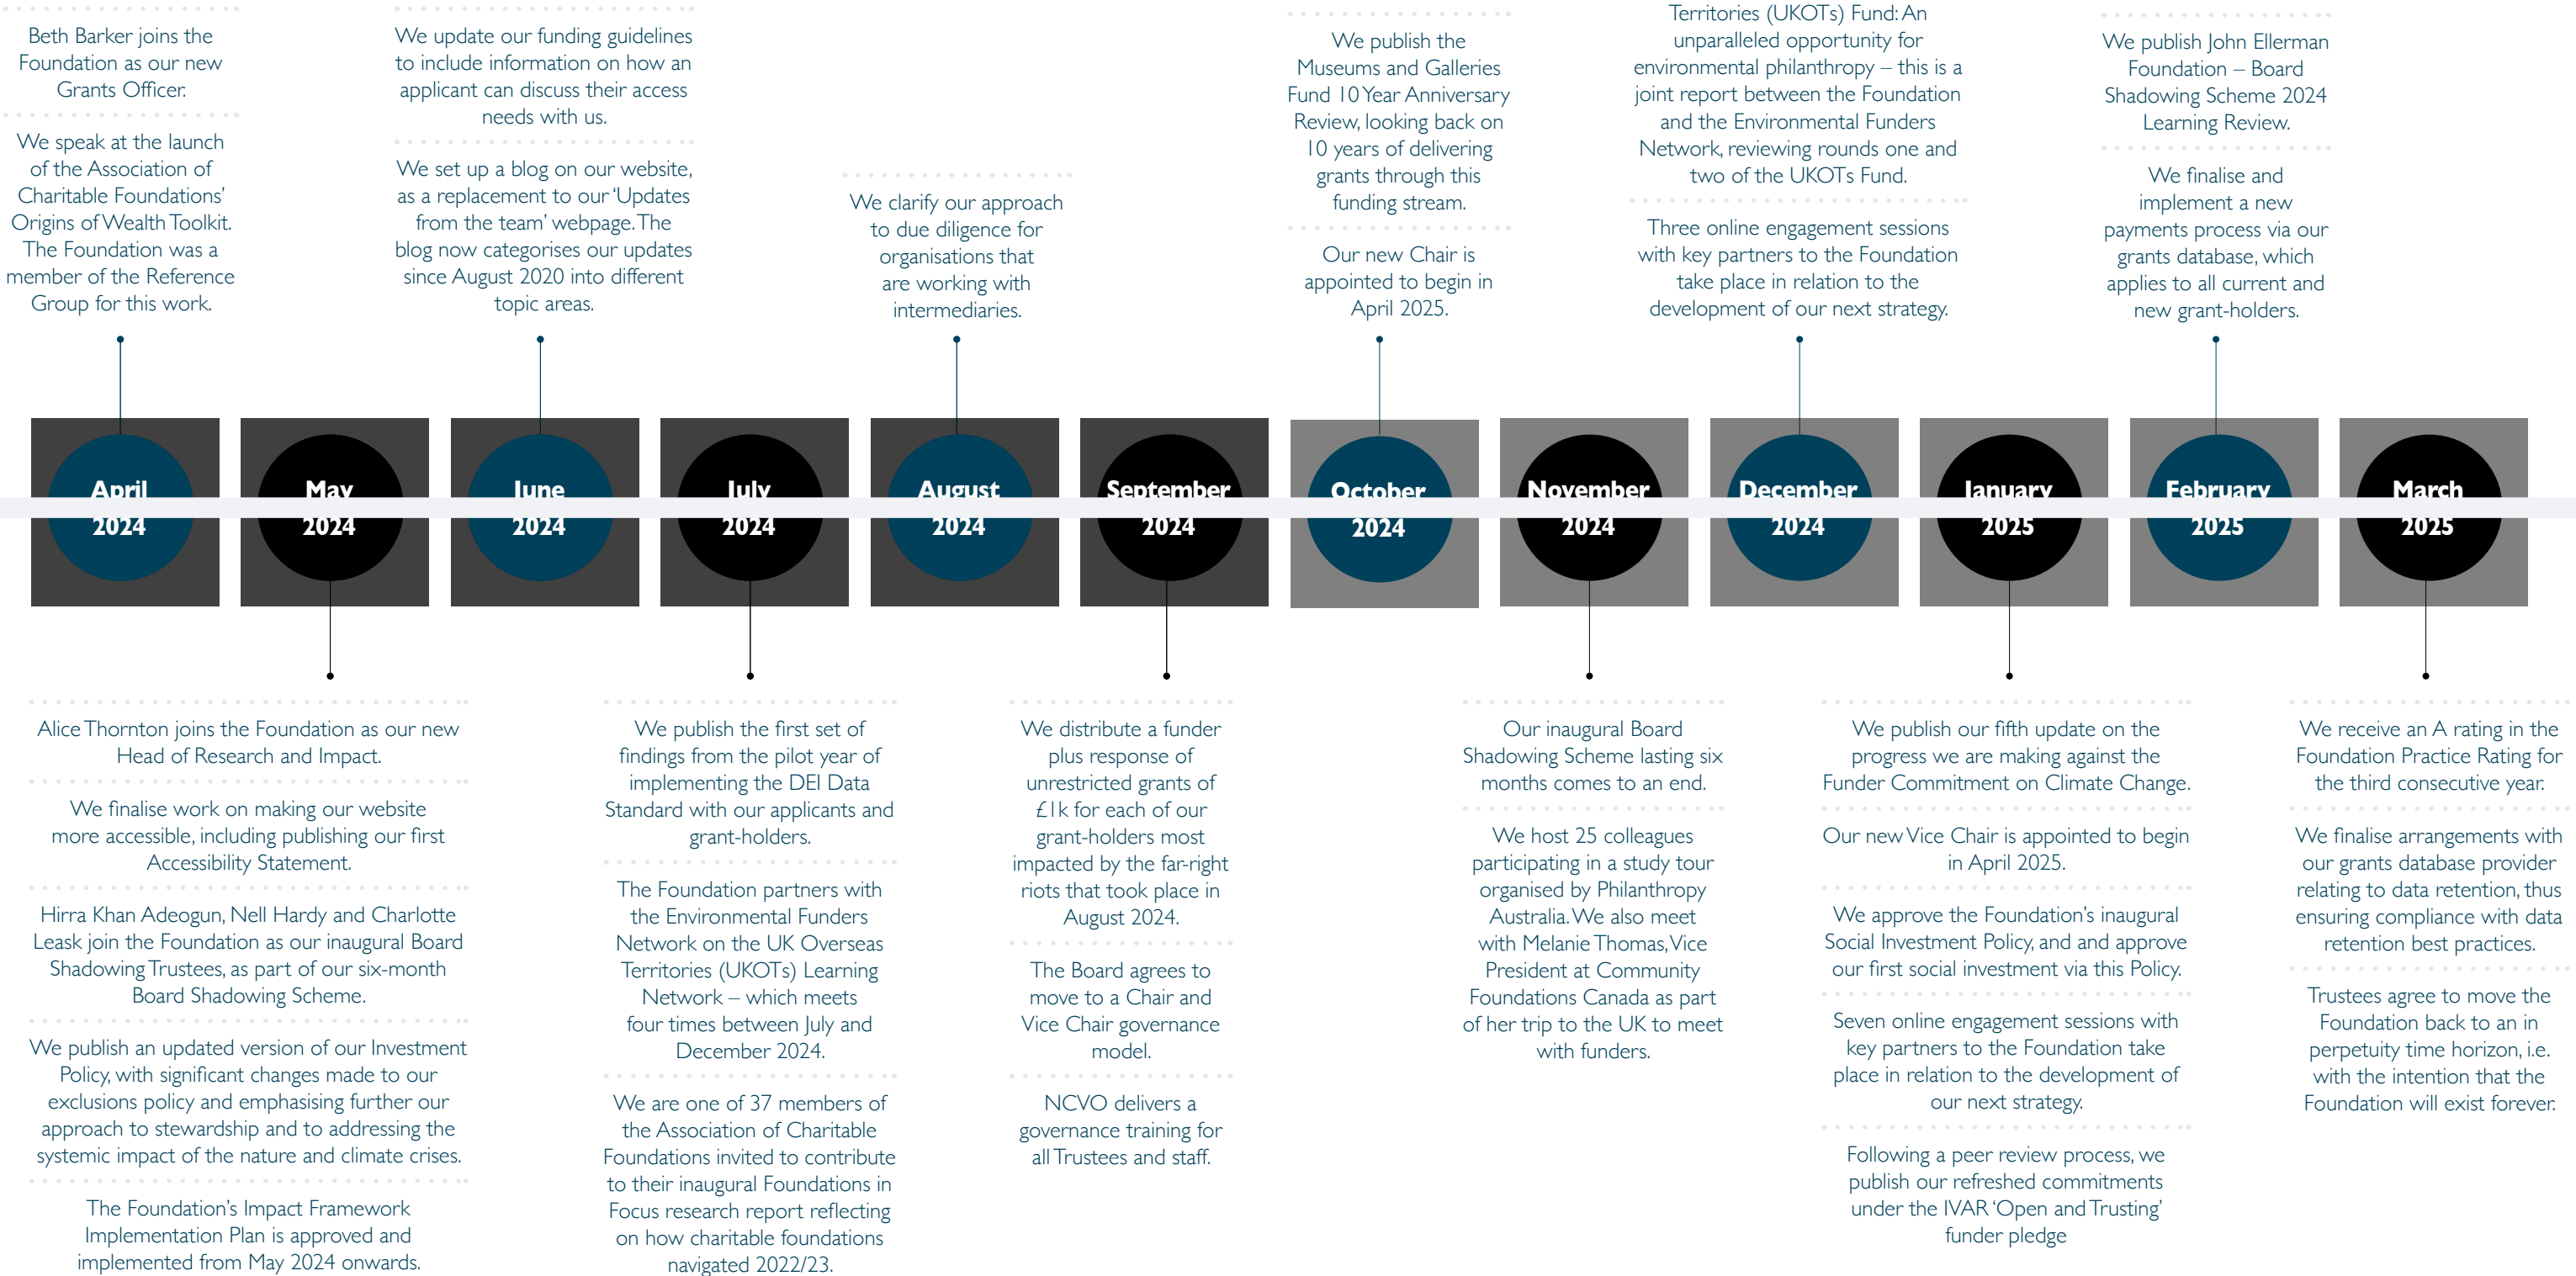 Beth Barker joins the
Foundation as our new
Grants Officer.
We speak at the launch
of the Association of
Charitable Foundations'
Origins of Wealth Toolkit.
The Foundation was a
member of the Reference
Group for this work.
We update our funding guidelines
to include information on how an
applicant can discuss their access
needs with us.
We set up a blog on our website,
as a replacement to our 'Updates
from the team' webpage. The
blog now categorises our updates
since August 2020 into different
topic areas.
We clarify our approach
to due diligence for
organisations that
are working with
intermediaries.
We publish the
Museums and Galleries
Fund 10 Year Anniversary
Review, looking back on
10 years of delivering
grants through this
funding stream.
Our new Chair is
appointed to begin in
April 2025.
Territories (UKOTs) Fund: An
unparalleled opportunity for
environmental philanthropy – this is a
joint report between the Foundation
and the Environmental Funders
Network, reviewing rounds one and
two of the UKOTs Fund.
Three online engagement sessions
with key partners to the Foundation
take place in relation to the
development of our next strategy.
We publish John Ellerman
Foundation – Board
Shadowing Scheme 2024
Learning Review.
We finalise and
implement a new
payments process via our
grants database, which
applies to all current and
new grant-holders.
April
2024
May
2024
June
2024
July
2024
August
2024
September
2024
October
2024
November
2024
December
2024
January
2025
February
2025
March
2025
Alice Thornton joins the Foundation as our new
Head of Research and Impact.
We finalise work on making our website
more accessible, including publishing our first
Accessibility Statement.
Hirra Khan Adeogun, Nell Hardy and Charlotte
Leask join the Foundation as our inaugural Board
Shadowing Trustees, as part of our six-month
Board Shadowing Scheme.
We publish an updated version of our Investment
Policy, with significant changes made to our
exclusions policy and emphasising further our
approach to stewardship and to addressing the
systemic impact of the nature and climate crises.
The Foundation's Impact Framework
Implementation Plan is approved and
implemented from May 2024 onwards.
We publish the first set of
findings from the pilot year of
implementing the DEI Data
Standard with our applicants and
grant-holders.
The Foundation partners with
the Environmental Funders
Network on the UK Overseas
Territories (UKOTs) Learning
Network – which meets
four times between July and
December 2024.
We are one of 37 members of
the Association of Charitable
Foundations invited to contribute
to their inaugural Foundations in
Focus research report reflecting
on how charitable foundations
navigated 2022/23.
We distribute a funder
plus response of
unrestricted grants of
£1k for each of our
grant-holders most
impacted by the far-right
riots that took place in
August 2024.
The Board agrees to
move to a Chair and
Vice Chair governance
model.
NCVO delivers a
governance training for
all Trustees and staff.
Our inaugural Board
Shadowing Scheme lasting six
months comes to an end.
We host 25 colleagues
participating in a study tour
organised by Philanthropy
Australia. We also meet
with Melanie Thomas, Vice
President at Community
Foundations Canada as part
of her trip to the UK to meet
with funders.
We publish our fifth update on the
progress we are making against the
Funder Commitment on Climate Change.
Our new Vice Chair is appointed to begin
in April 2025.
We approve the Foundation's inaugural
Social Investment Policy, and and approve
our first social investment via this Policy.
Seven online engagement sessions with
key partners to the Foundation take
place in relation to the development of
our next strategy.
Following a peer review process, we
publish our refreshed commitments
under the IVAR 'Open and Trusting'
funder pledge
We receive an A rating in the
Foundation Practice Rating for
the third consecutive year.
We finalise arrangements with
our grants database provider
relating to data retention, thus
ensuring compliance with data
retention best practices.
Trustees agree to move the
Foundation back to an in
perpetuity time horizon, i.e.
with the intention that the
Foundation will exist forever.